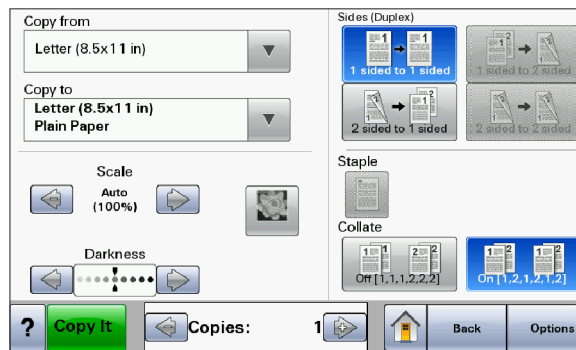 Copy from
Letter (8.5x11 in)
Copy to
Letter (8.5x11 in)
Plain Paper
Scale
Auto
(100%)
Darkness
Sides (Duplex)
1 sided to 1 sided
1 sided to 2 sided
2 sided to 1 sided
2 sided to 2 sided
Staple
Collate
Off [1,1,1,2,2,2]
On [1,2,1,2,1,2]
? Copy It
Copies: 1
Back
Options